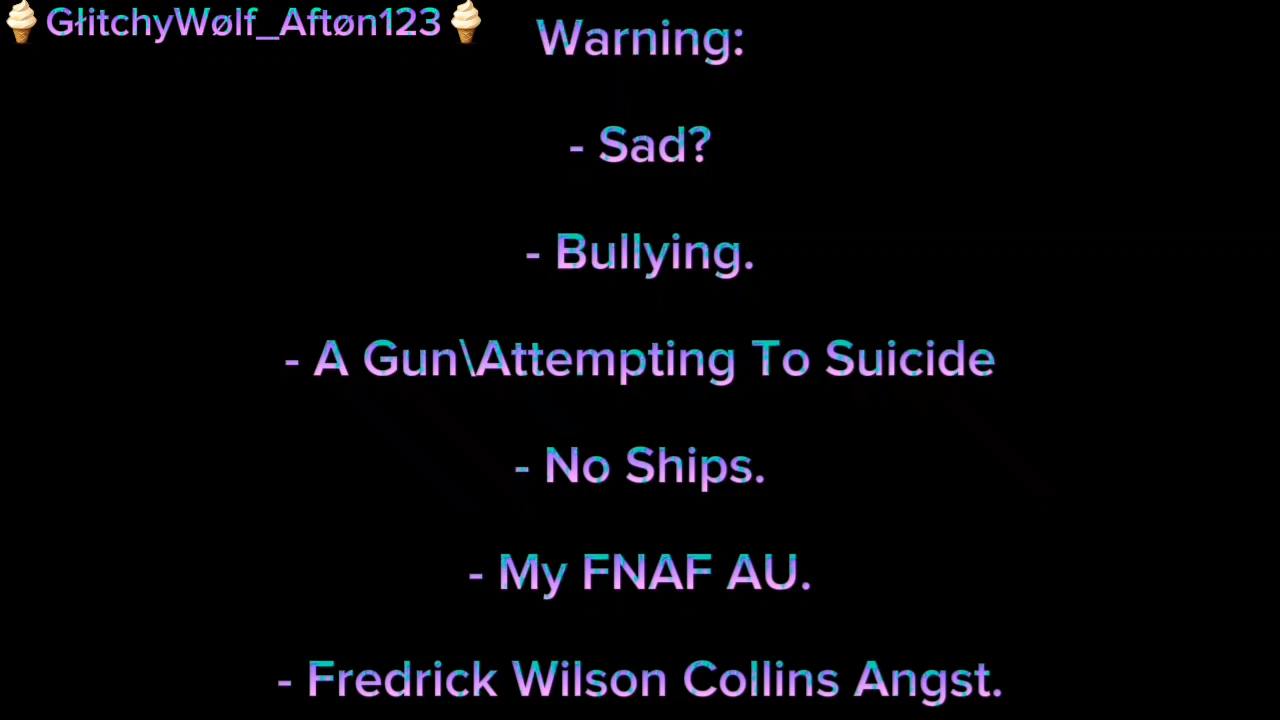 🍦GłitchyWølf_Aftøn123🍦
Warning:
- Sad?
- Bullying.
- A Gun\Attempting To Suicide
- No Ships.
- My FNAF AU.
- Fredrick Wilson Collins Angst.